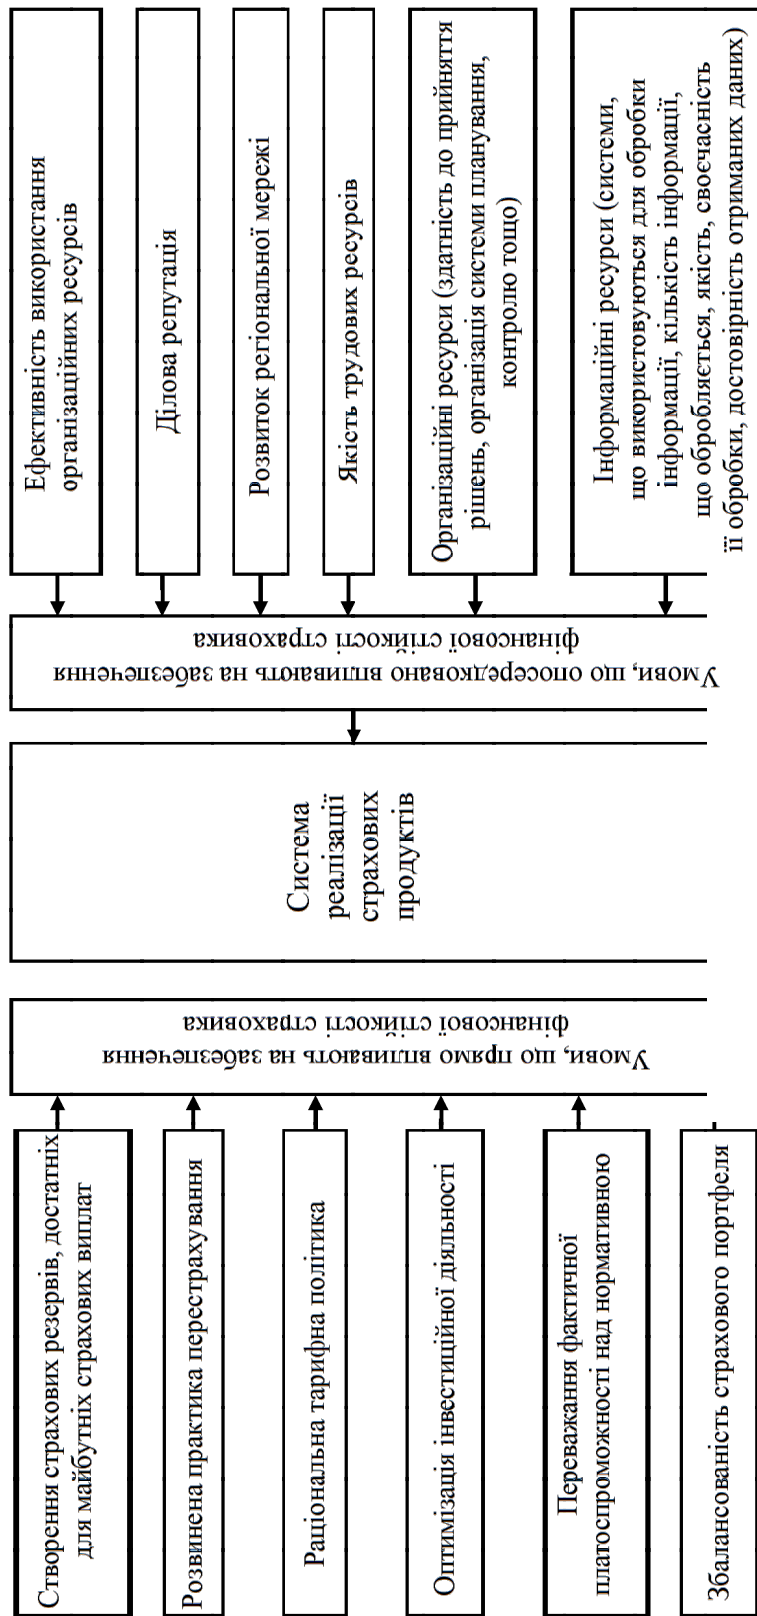 Створення страхових резервів, достатніх
для майбутніх страхових виплат
Розвинена практика перестрахування
Раціональна тарифна політика
Оптимізація інвестиційної діяльності
Переважання фактичної
платоспроможності над нормативною
Збалансованість страхового портфеля
Умови, що прямо впливають на забезпечення
фінансової стійкості страховика
Система
реалізації
страхових
продуктів
Умови, що опосередковано впливають на забезпечення
фінансової стійкості страховика
Ефективність використання
організаційних ресурсів
Ділова репутація
Розвиток регіональної мережі
Якість трудових ресурсів
Організаційні ресурси (здатність до прийняття
рішень, організація системи планування,
контролю тощо)
Інформаційні ресурси (системи,
що використовуються для обробки
інформації, кількість інформації,
що обробляється, якість, своєчасність
її обробки, достовірність отриманих даних)